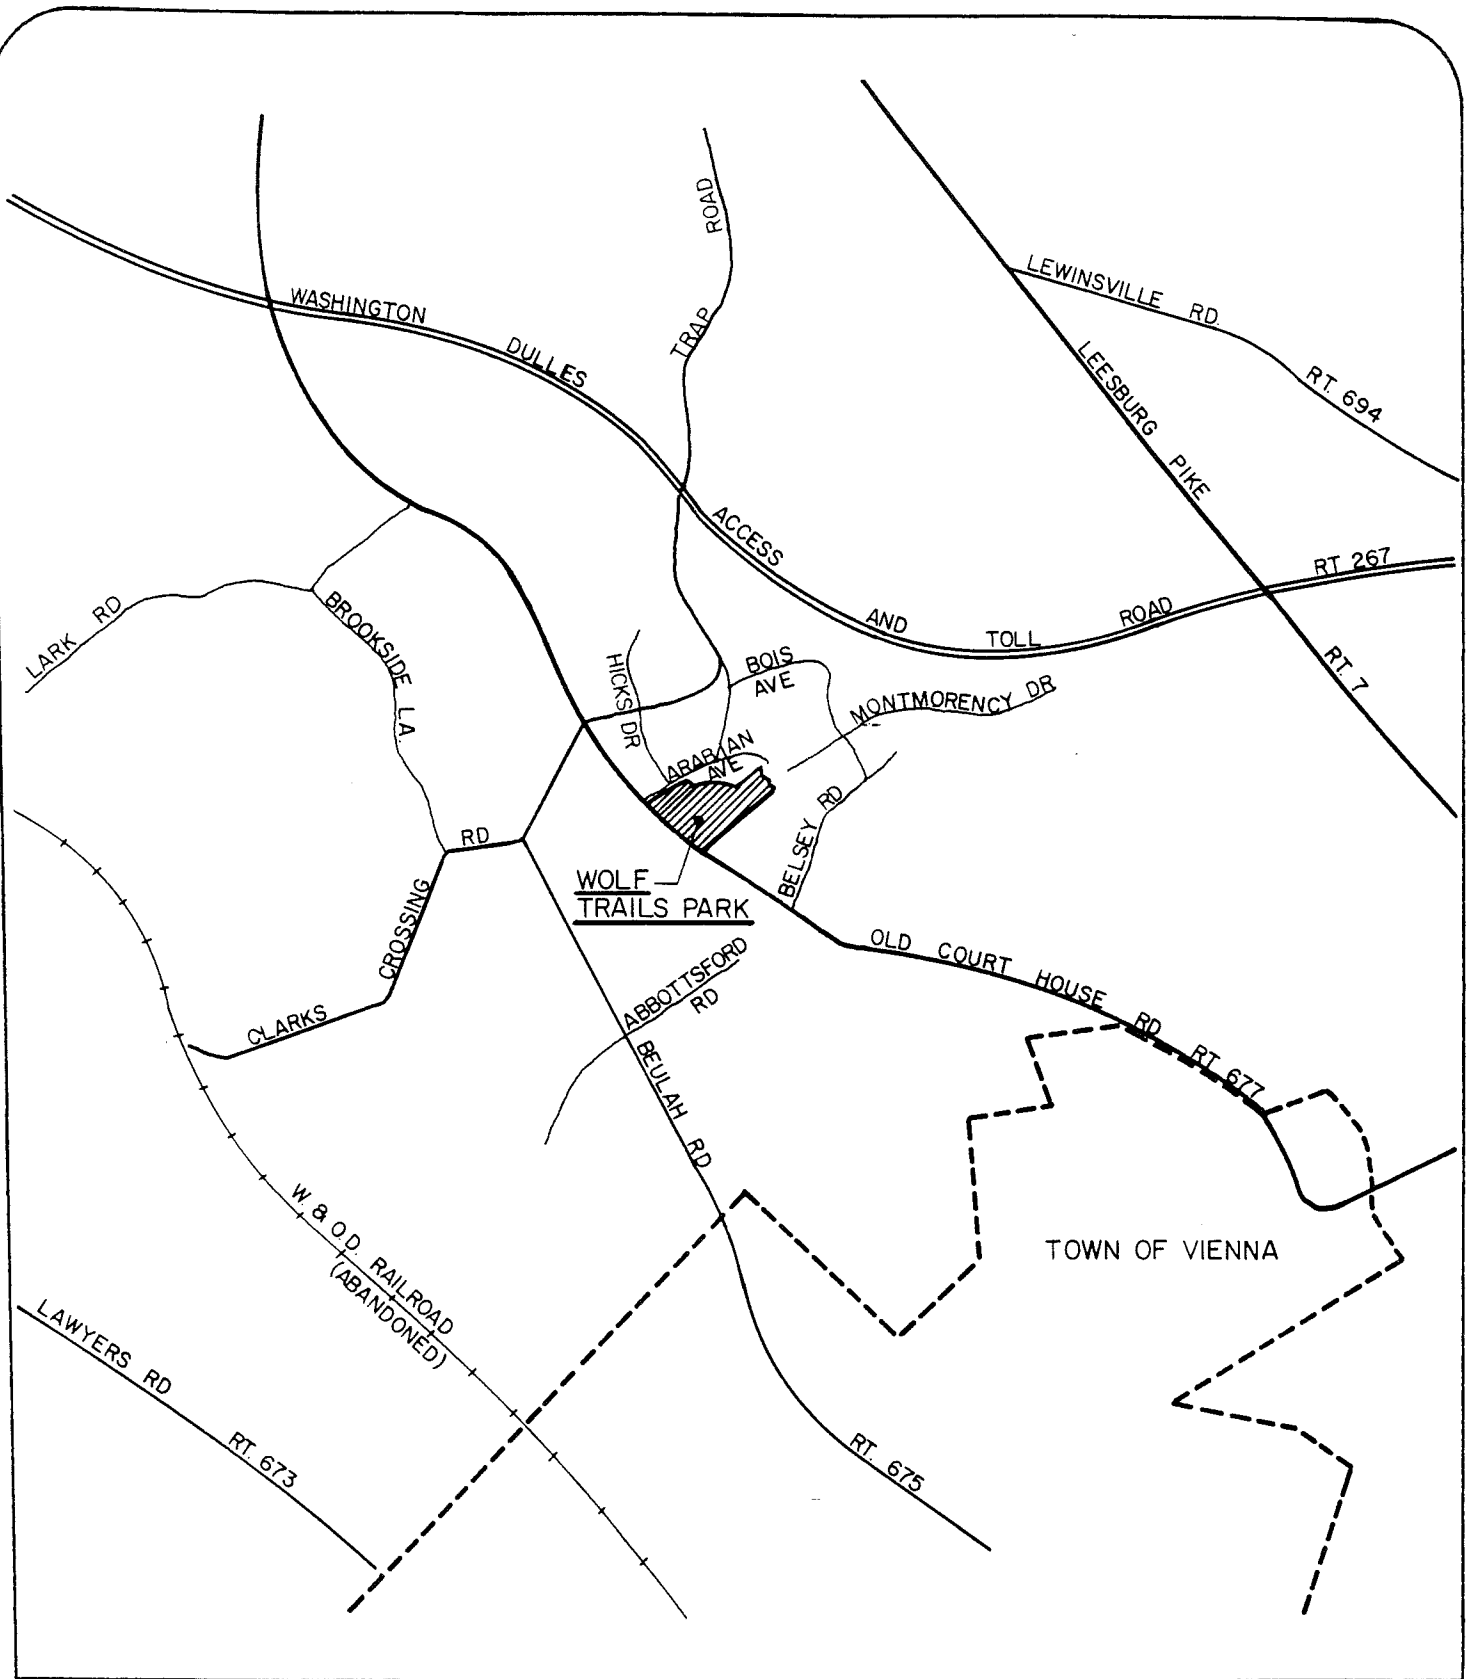 TRAP ROAD
LEWINSVILLE RD.
RT. 694
WASHINGTON DULLES ACCESS AND TOLL ROAD
RT 267
LEESBURG PIKE
RT. 7
LARK RD
BROOKSIDE LA.
HICKS DR
BOIS
AVE
MONTMORENCY DR
ARABIAN
AVE
BELSEY RD
WOLF
TRAILS PARK
CLARKS CROSSING RD
OLD COURT HOUSE RD
RT 677
ABBOTTSFORD
RD
BEULAH RD
RT. 675
TOWN OF VIENNA
W. & O.D. RAILROAD
(ABANDONED)
LAWYERS RD
RT. 673